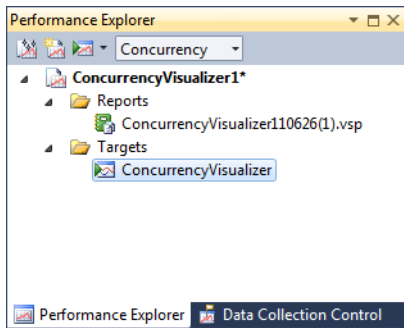 Performance Explorer
Concurrency
ConcurrencyVisualizer1*
Reports
ConcurrencyVisualizer110626(1).vsp
Targets
ConcurrencyVisualizer
Performance Explorer Data Collection Control